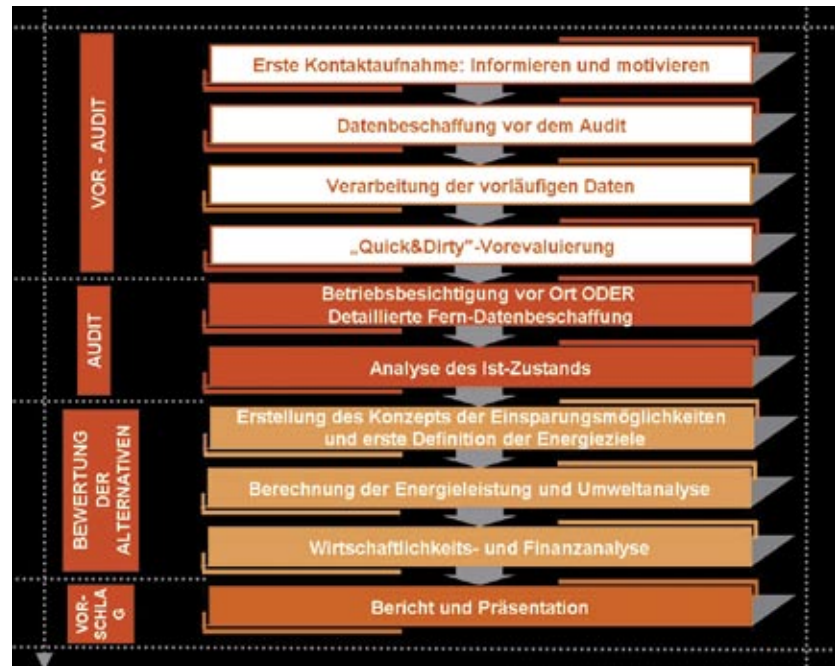 VOR - AUDIT
Erste Kontaktaufnahme: Informieren und motivieren
Datenbeschaffung vor dem Audit
Verarbeitung der vorläufigen Daten
„Quick&Dirty"-Vorevaluierung
AUDIT
Betriebsbesichtigung vor Ort ODER
Detaillierte Fern-Datenbeschaffung
Analyse des Ist-Zustands
BEWERTUNG
DER
ALTERNATIVEN
Erstellung des Konzepts der Einsparungsmöglichkeiten
und erste Definition der Energieziele
Berechnung der Energieleistung und Umweltanalyse
Wirtschaftlichkeits- und Finanzanalyse
VOR-
SCHLA
G
Bericht und Präsentation